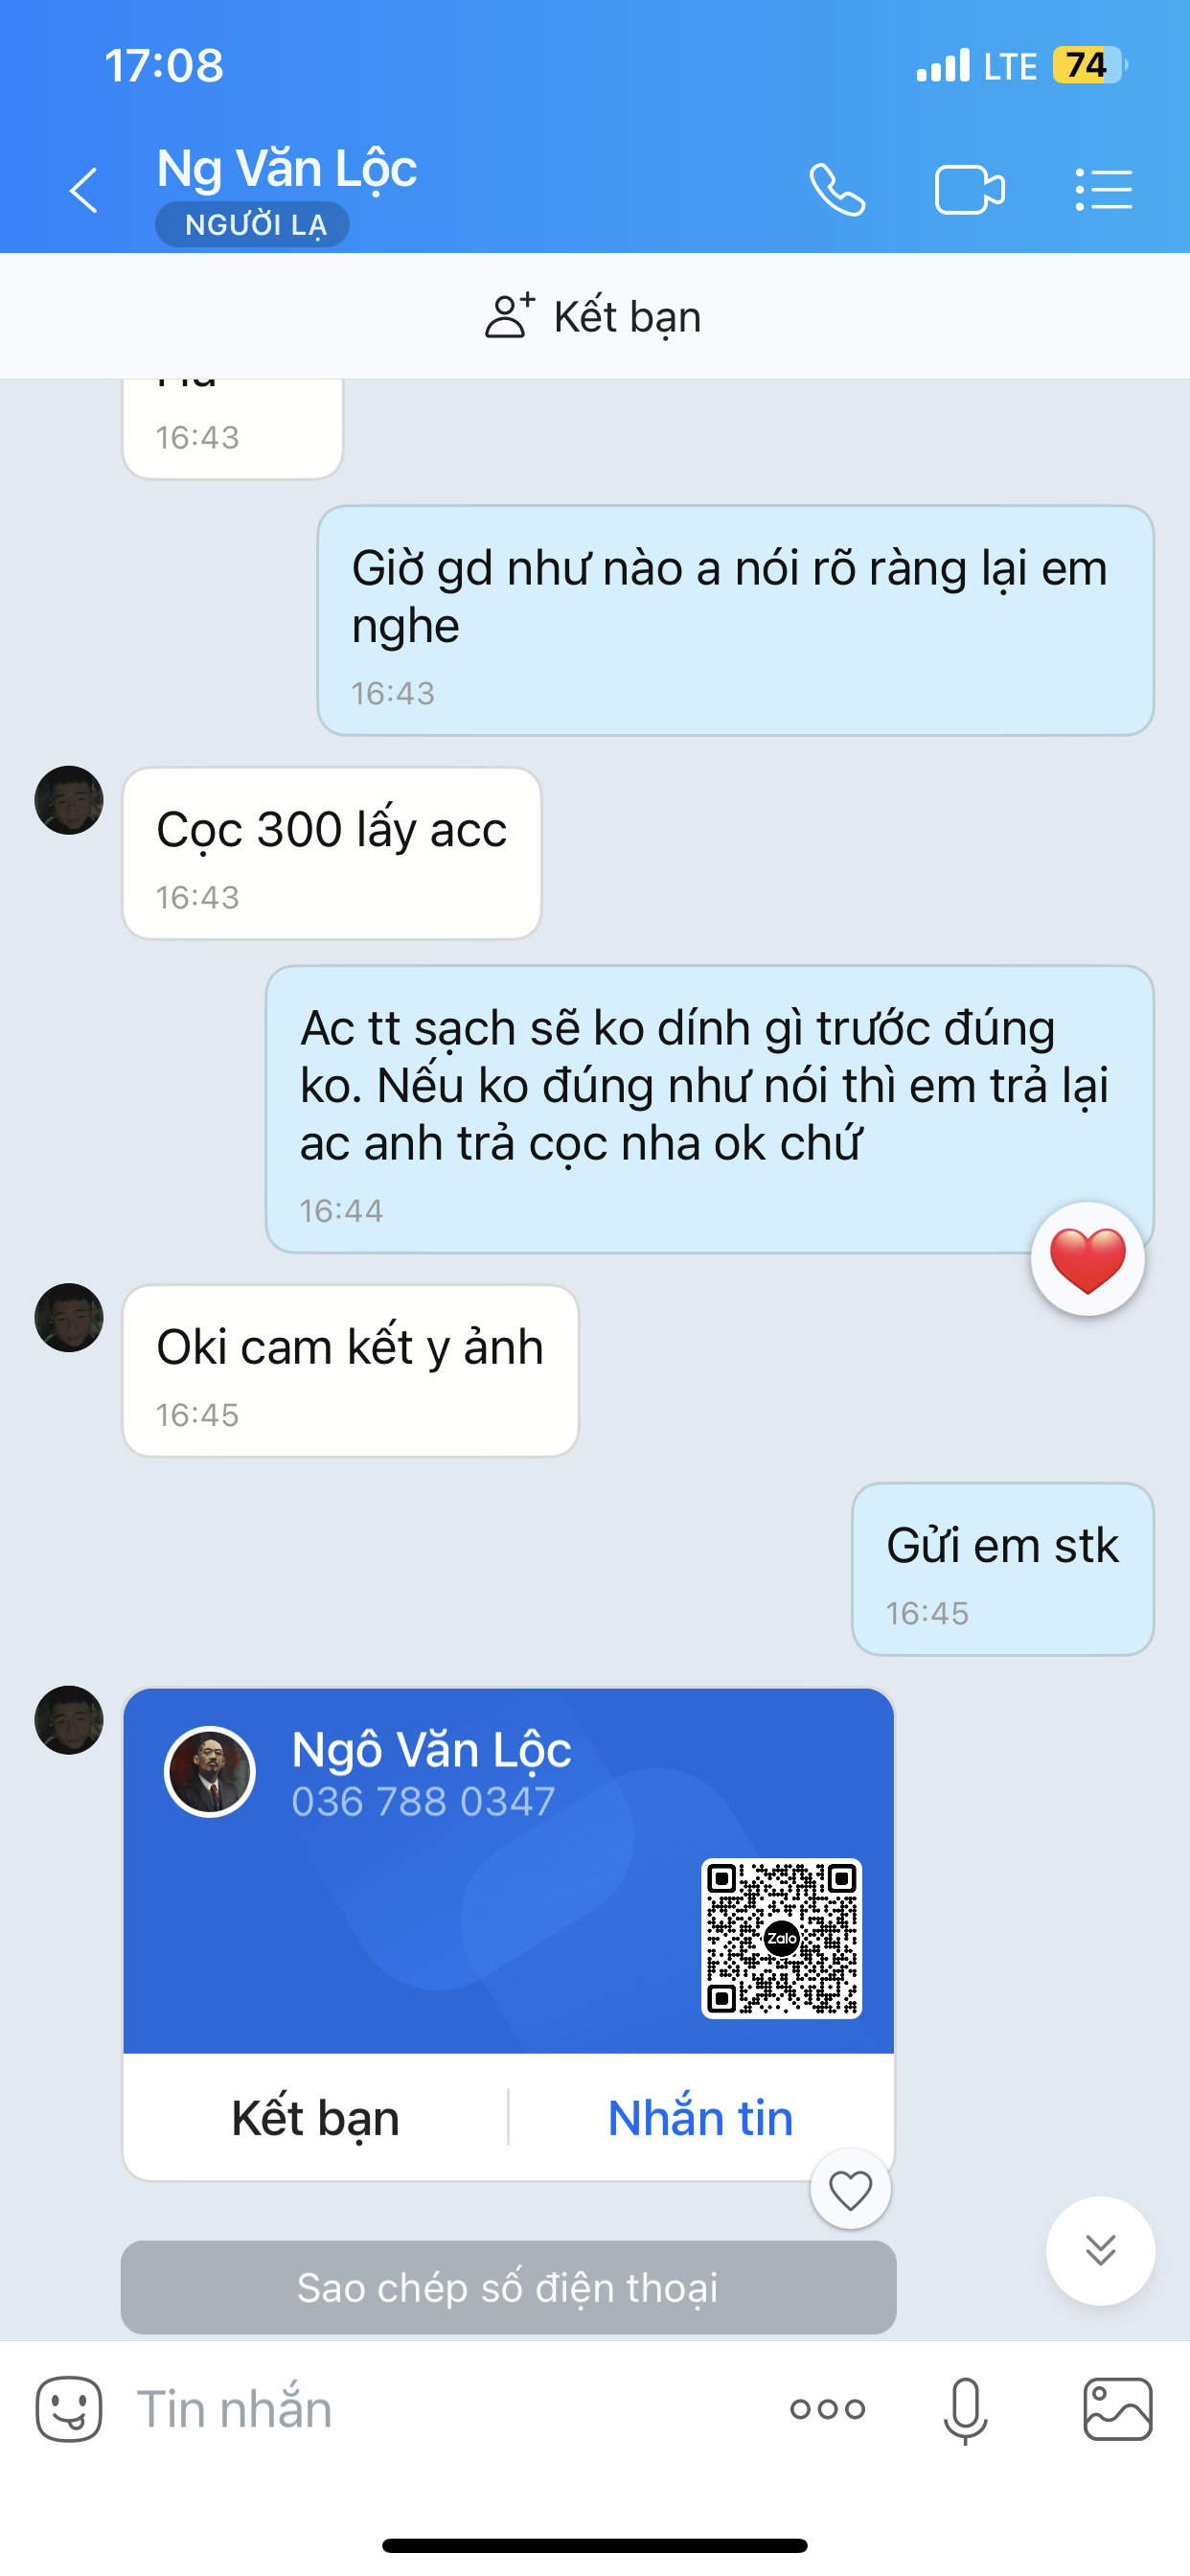 17:08
LTE 74
Ng Văn Lộc
NGƯỜI LẠ
Kết bạn
16:43
Giờ gd như nào a nói rõ ràng lại em
nghe
16:43
Cọc 300 lấy acc
16:43
Ac tt sạch sẽ ko dính gì trước đúng
ko. Nếu ko đúng như nói thì em trả lại
ac anh trả cọc nha ok chứ
16:44
Oki cam kết y ảnh
16:45
Gửi em stk
16:45
Ngô Văn Lộc
036 788 0347
Zalo
Kết bạn
Nhắn tin
Sao chép số điện thoại
Tin nhắn